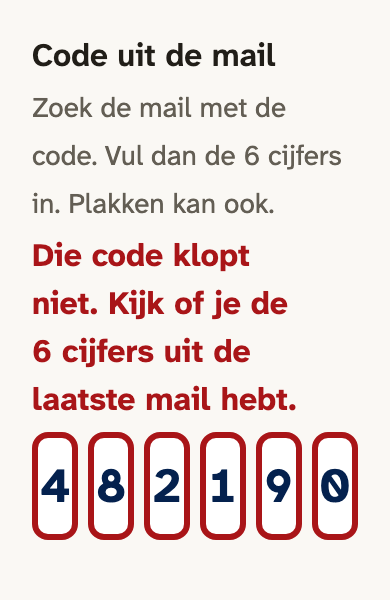 Code uit de mail
Zoek de mail met de
code. Vul dan de 6 cijfers
in. Plakken kan ook.
Die code klopt
niet. Kijk of je de
6 cijfers uit de
laatste mail hebt.
4 8 2 1 9 0